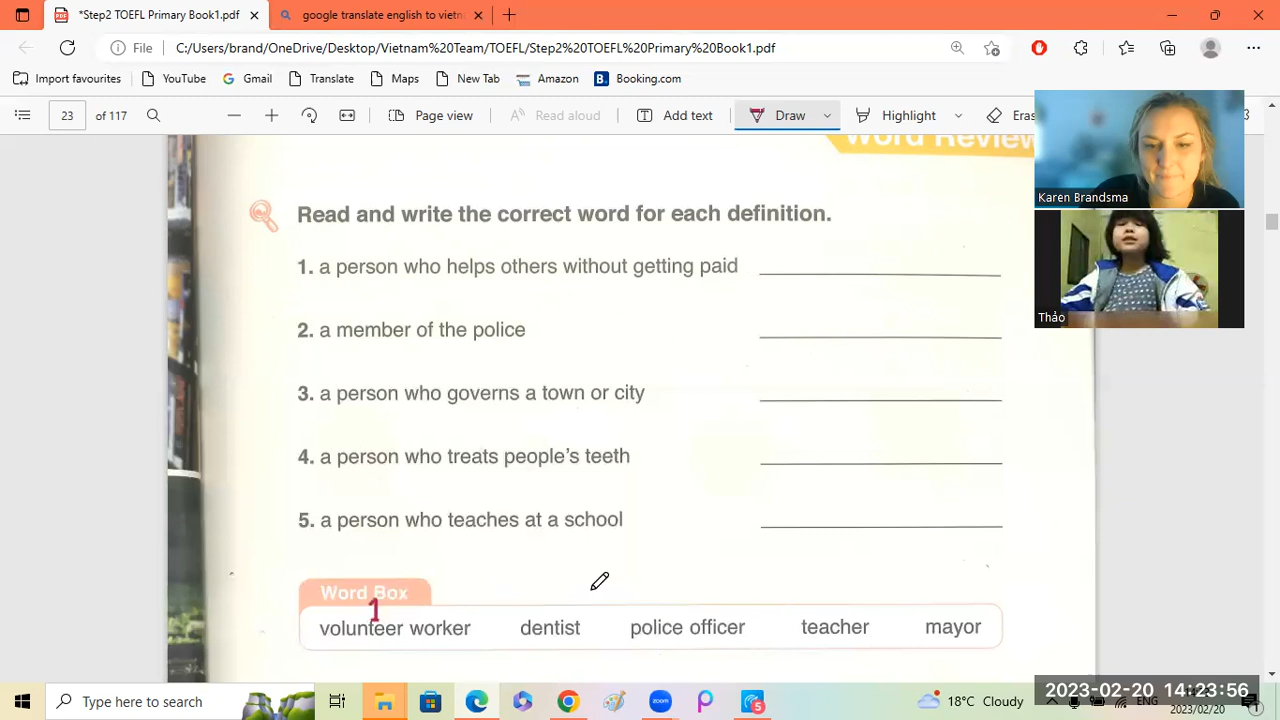 *Step2 TOEFL Primary Book1.pdf
google translate english to vietn
File C:/Users/brand/OneDrive/Desktop/Vietnam%20Team/TOEFL/Step2%20TOEFL%20Primary%20Book1.pdf
Import favourites YouTube Gmail Translate Maps New Tab Amazon Booking.com
23 of 117 Page view Read aloud Add text Draw Highlight Eras
Word Review
Karen Brandsma
Thảo
Read and write the correct word for each definition.
1. a person who helps others without getting paid
2. a member of the police
3. a person who governs a town or city
4. a person who treats people's teeth
5. a person who teaches at a school
Word Box
1
volunteer worker dentist police officer teacher mayor
Type here to search 5 18°C Cloudy ENG
2023-02-20 14:23:56
2023/02/20 1